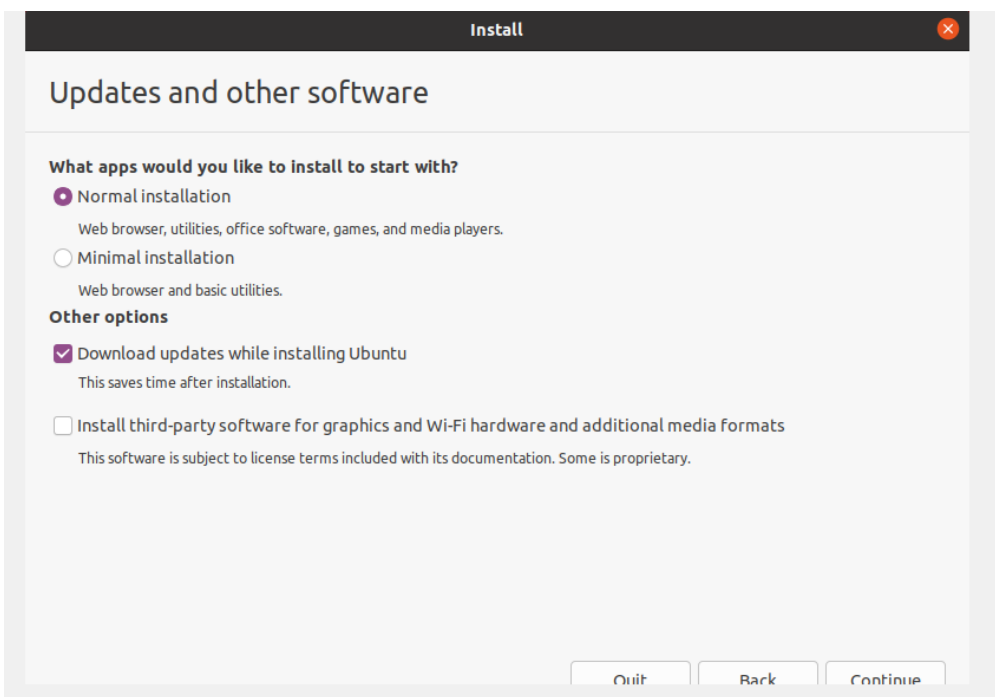 Install
Updates and other software
What apps would you like to install to start with?
Normal installation
Web browser, utilities, office software, games, and media players.
Minimal installation
Web browser and basic utilities.
Other options
Download updates while installing Ubuntu
This saves time after installation.
Install third-party software for graphics and Wi-Fi hardware and additional media formats
This software is subject to license terms included with its documentation. Some is proprietary.
Quit Back Continue